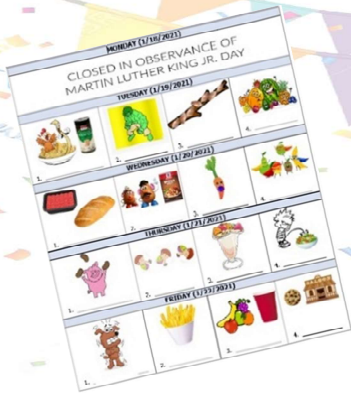 MONDAY (1/18/2021)
CLOSED IN OBSERVANCE OF
MARTIN LUTHER KING JR. DAY
TUESDAY (1/19/2021)
1. 2. 3. 4.
WEDNESDAY (1/20/2021)
1. 2. 3. 4.
THURSDAY (1/21/2021)
1. 2. 3. 4.
FRIDAY (1/22/2021)
1. 2. 3. 4.